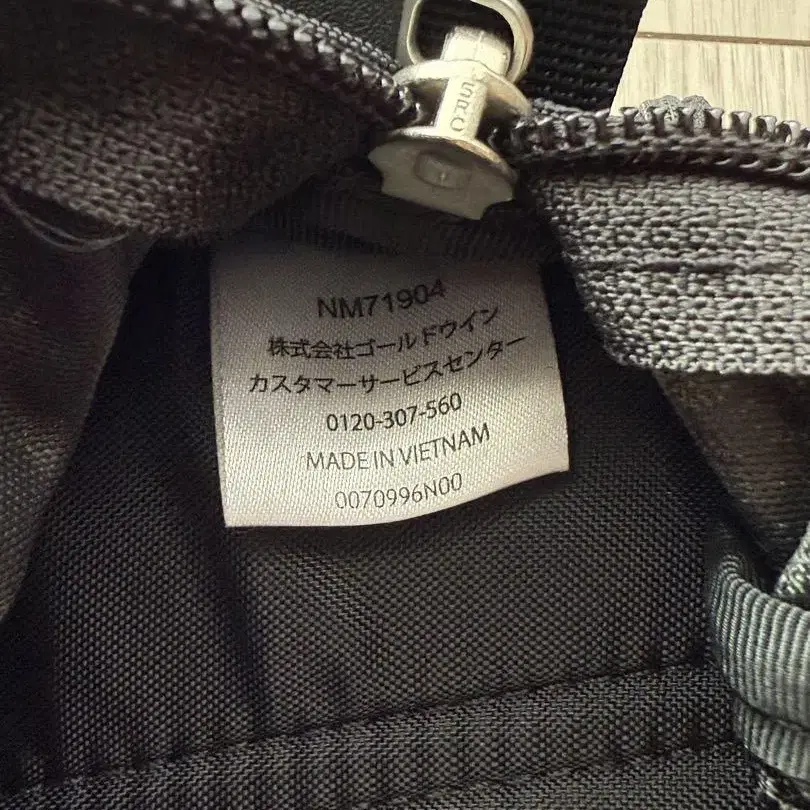 SRC
NM71904
株式会社ゴールドウイン
カスタマーサービスセンター
0120-307-560
MADE IN VIETNAM
0070996N00